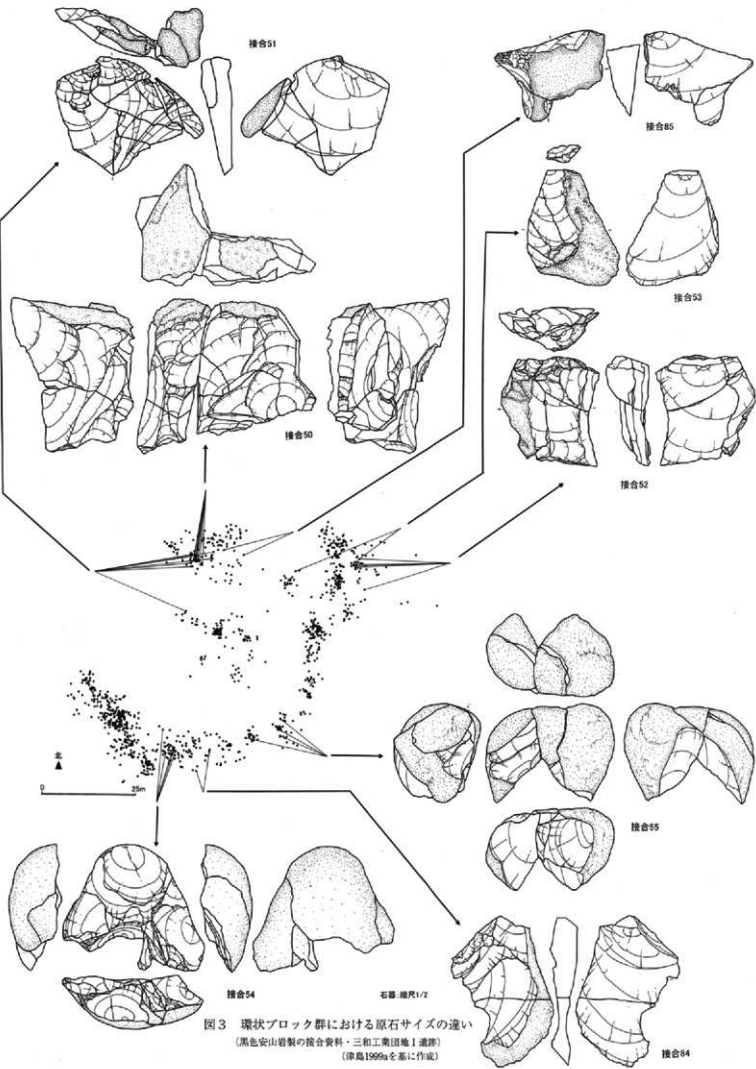 接合51
接合85
接合53
接合50
接合52
北
0 25m
接合55
接合54
石器:縮尺1/2
図3 環状ブロック群における原石サイズの違い
(黒色安山岩製の接合資料・三和工業団地Ⅰ遺跡)
(津島1999aを基に作成)
接合84